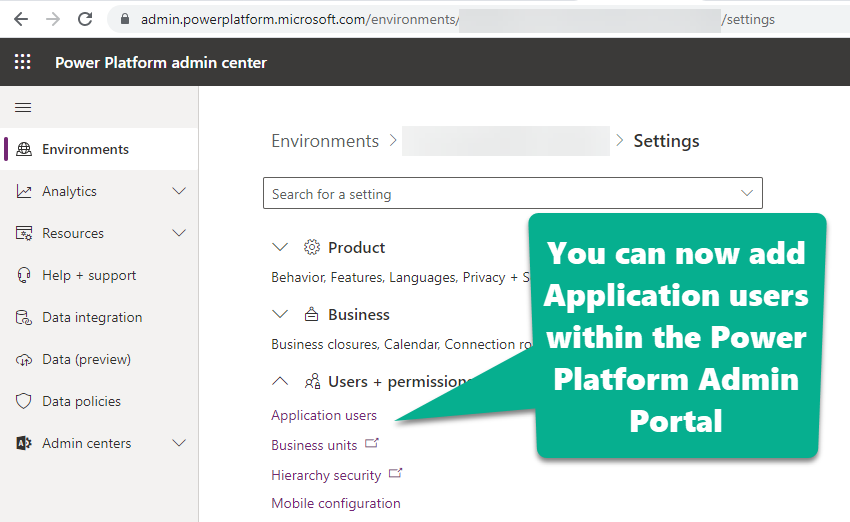 admin.powerplatform.microsoft.com/environments/ /settings
Power Platform admin center
Environments
Analytics
Resources
Help + support
Data integration
Data (preview)
Data policies
Admin centers
Environments > > Settings
Search for a setting
Product
Behavior, Features, Languages, Privacy + S
Business
Business closures, Calendar, Connection ro
Users + permissions
Application users
Business units
Hierarchy security
Mobile configuration
You can now add
Application users
within the Power
Platform Admin
Portal